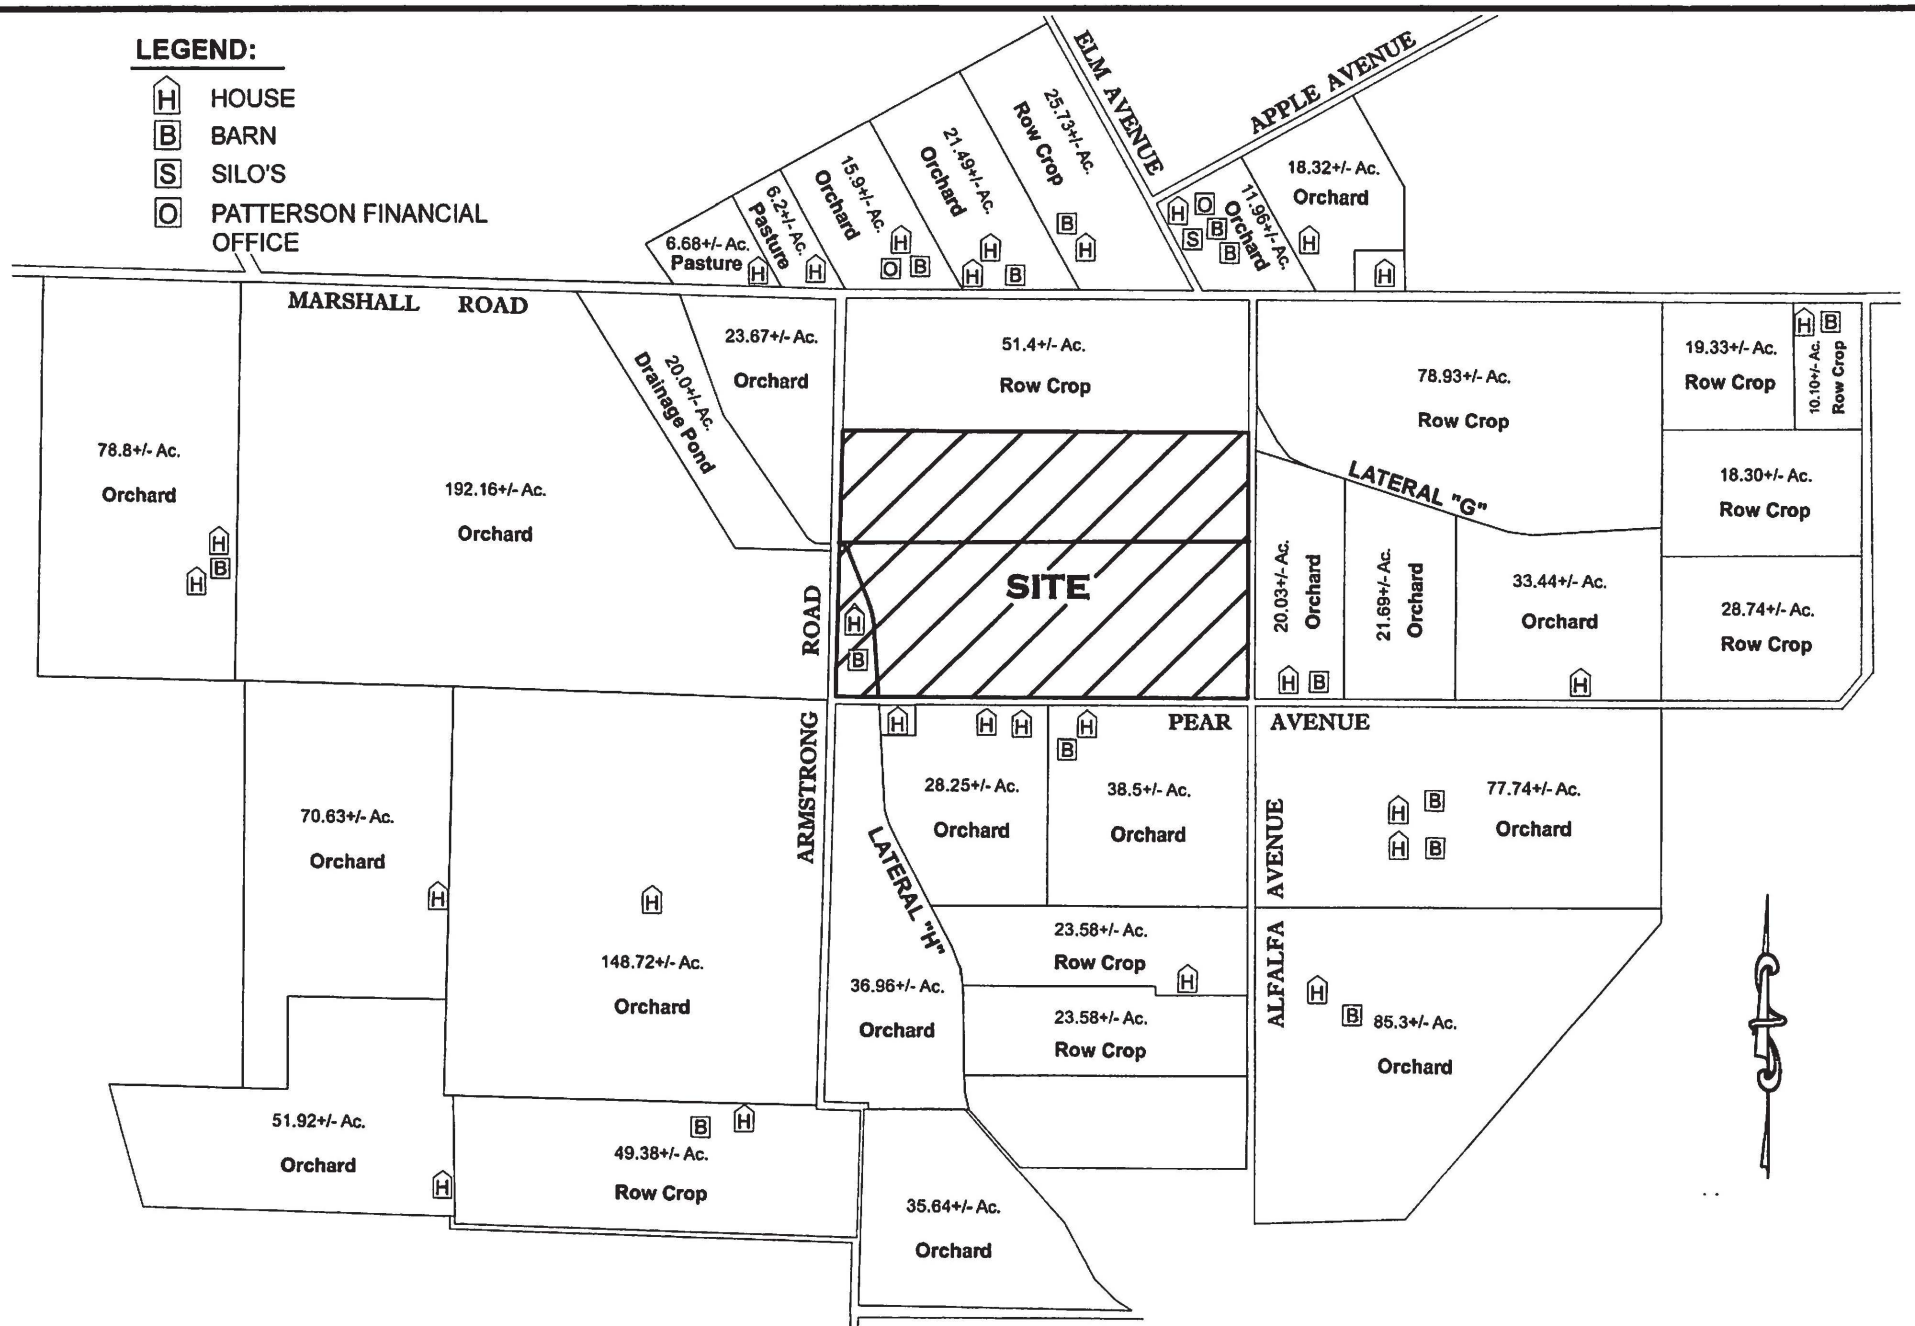 LEGEND:
H HOUSE
B BARN
S SILO'S
O PATTERSON FINANCIAL
OFFICE
ELM AVENUE
APPLE AVENUE
6.68+/- Ac.
Pasture
H
6.2+/- Ac.
Pasture
H
15.9+/- Ac.
Orchard
H
O B
21.49+/- Ac.
Orchard
H
H B
25.73+/- Ac.
Row Crop
B
H
H O
S B
B
11.96+/- Ac.
Orchard
18.32+/- Ac.
Orchard
H
H
MARSHALL ROAD
78.8+/- Ac.
Orchard
H
H B
192.16+/- Ac.
Orchard
20.0+/- Ac.
Drainage Pond
23.67+/- Ac.
Orchard
51.4+/- Ac.
Row Crop
78.93+/- Ac.
Row Crop
19.33+/- Ac.
Row Crop
H B
10.10+/- Ac.
Row Crop
18.30+/- Ac.
Row Crop
28.74+/- Ac.
Row Crop
LATERAL "G"
SITE
H
B
20.03+/- Ac.
Orchard
H B
21.69+/- Ac.
Orchard
33.44+/- Ac.
Orchard
H
ARMSTRONG ROAD
PEAR AVENUE
70.63+/- Ac.
Orchard
H
H
148.72+/- Ac.
Orchard
LATERAL "H"
H
H H
28.25+/- Ac.
Orchard
H
B
38.5+/- Ac.
Orchard
ALFALFA AVENUE
H B
H B
77.74+/- Ac.
Orchard
23.58+/- Ac.
Row Crop
H
36.96+/- Ac.
Orchard
23.58+/- Ac.
Row Crop
H
B
85.3+/- Ac.
Orchard
51.92+/- Ac.
Orchard
H
B H
49.38+/- Ac.
Row Crop
35.64+/- Ac.
Orchard